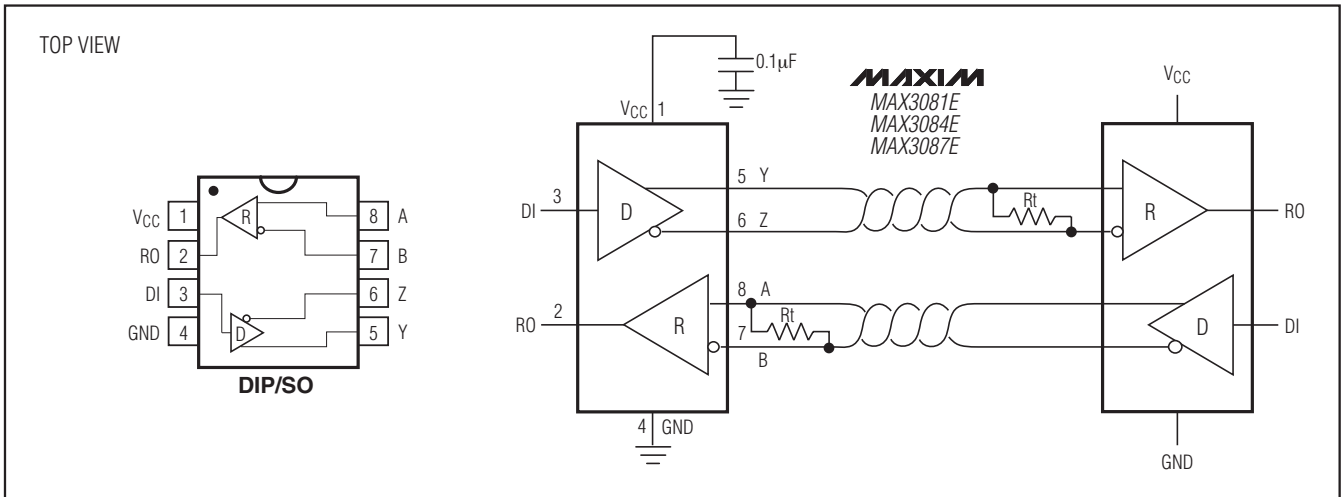 TOP VIEW
VCC 1
RO 2
DI 3
GND 4
8 A
7 B
6 Z
5 Y
R
D
DIP/SO
0.1µF
MAXIM
MAX3081E
MAX3084E
MAX3087E
VCC 1
DI 3
D
5 Y
6 Z
Rt
RO 2
R
8 A
Rt
7
B
4 GND
VCC
R
RO
D
DI
GND